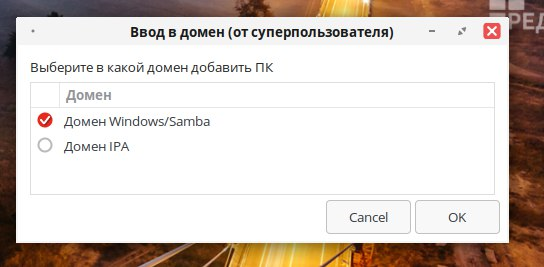 РЕД
Ввод в домен (от суперпользователя)
Выберите в какой домен добавить ПК
Домен
Домен Windows/Samba
Домен IPA
Cancel
OK